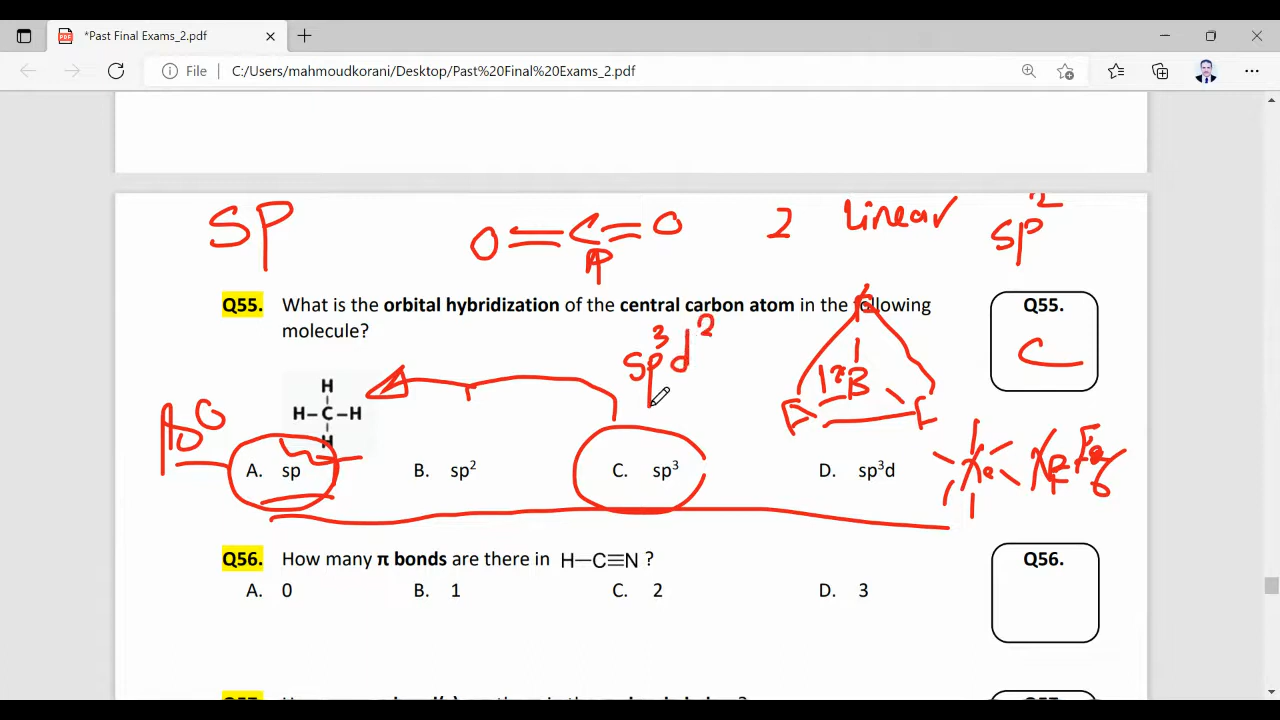 *Past Final Exams_2.pdf
File C:/Users/mahmoudkorani/Desktop/Past%20Final%20Exams_2.pdf
SP O=C=O 2 Linear sp2
Q55. What is the orbital hybridization of the central carbon atom in the following
molecule?
Q55.
C
sp3d2
H
H–C–H
H
B
A. sp B. sp2 C. sp3 D. sp3d
Q56. How many π bonds are there in H–C≡N ?
Q56.
A. 0 B. 1 C. 2 D. 3